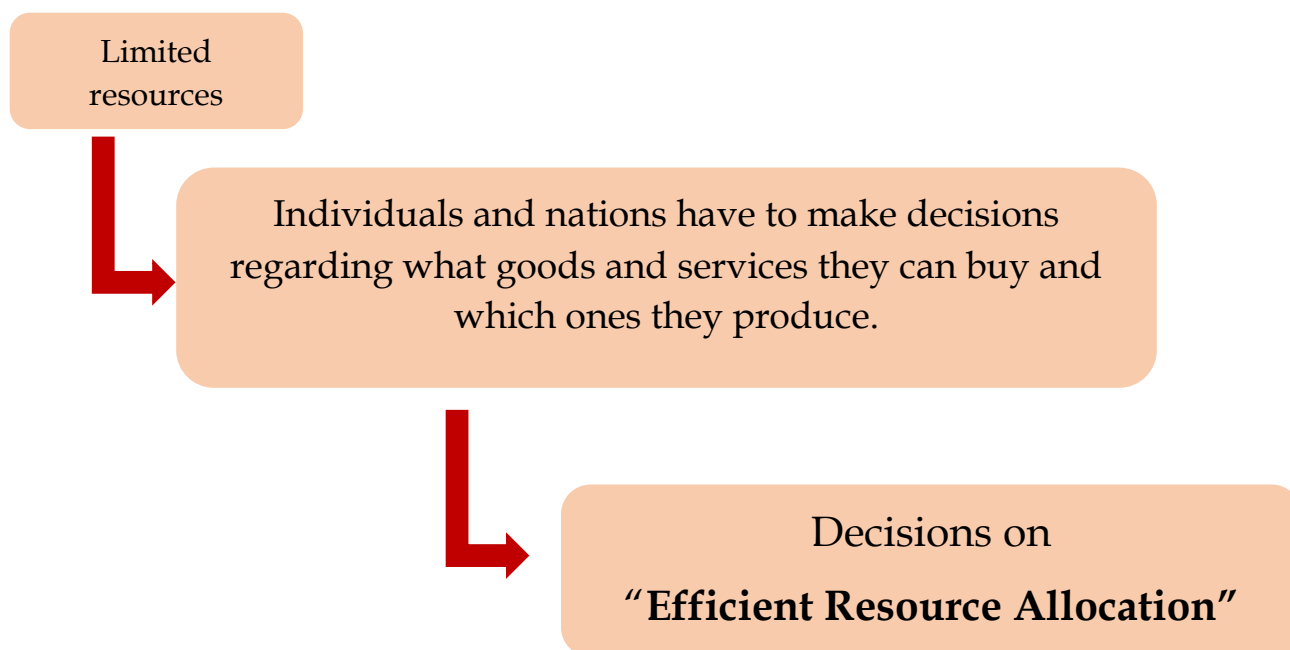 Limited
resources
Individuals and nations have to make decisions
regarding what goods and services they can buy and
which ones they produce.
Decisions on
“Efficient Resource Allocation”